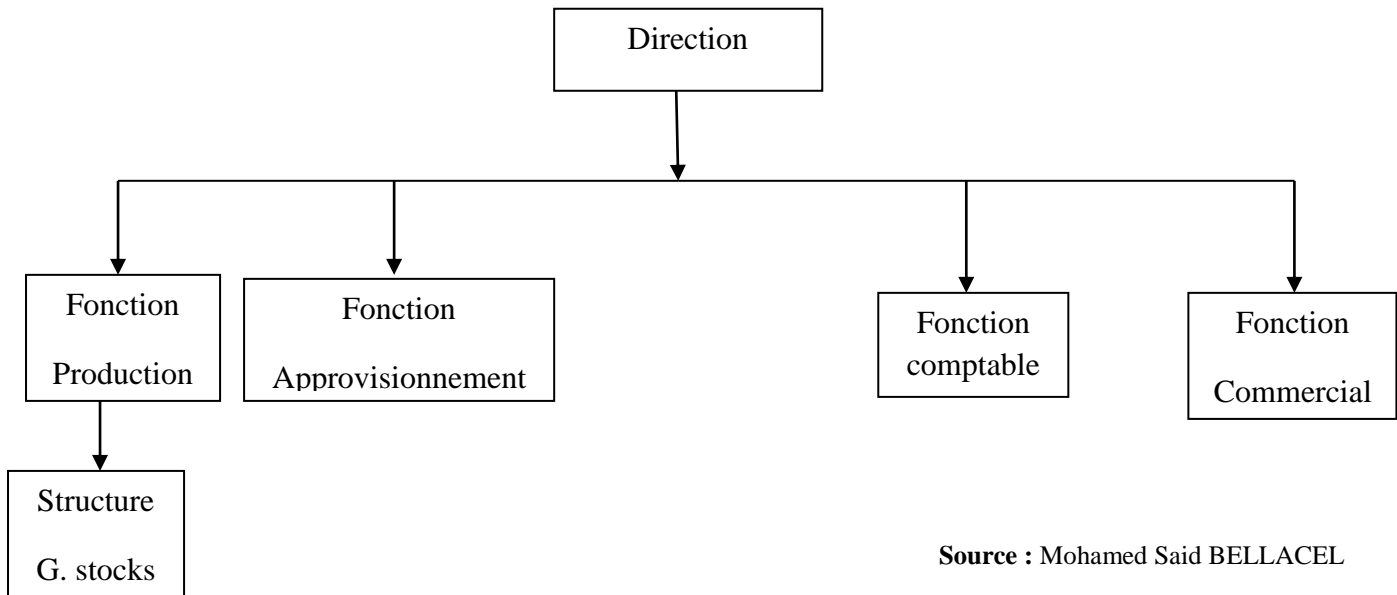 Direction
Fonction
Production
Fonction
Approvisionnement
Fonction
comptable
Fonction
Commercial
Structure
G. stocks
Source : Mohamed Said BELLACEL